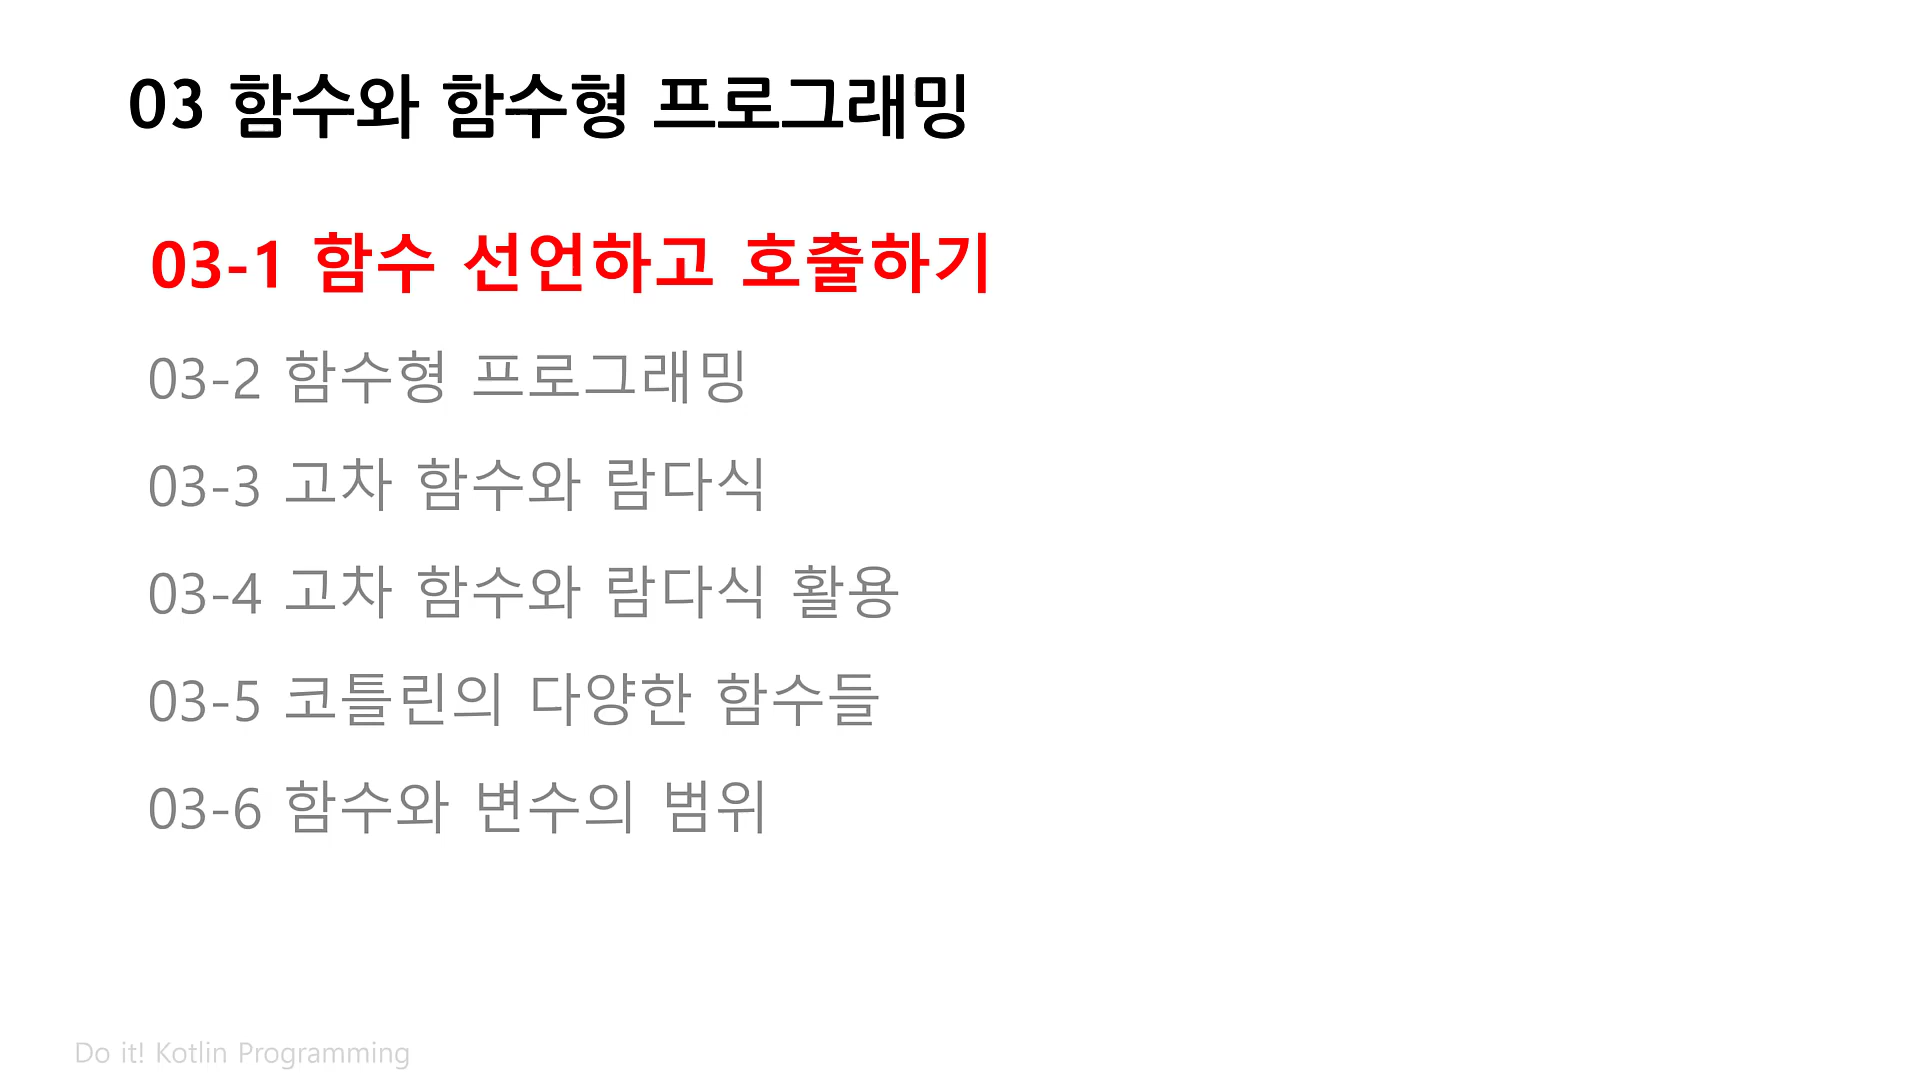 03 함수와 함수형 프로그래밍
03-1 함수 선언하고 호출하기
03-2 함수형 프로그래밍
03-3 고차 함수와 람다식
03-4 고차 함수와 람다식 활용
03-5 코틀린의 다양한 함수들
03-6 함수와 변수의 범위
Do it! Kotlin Programming